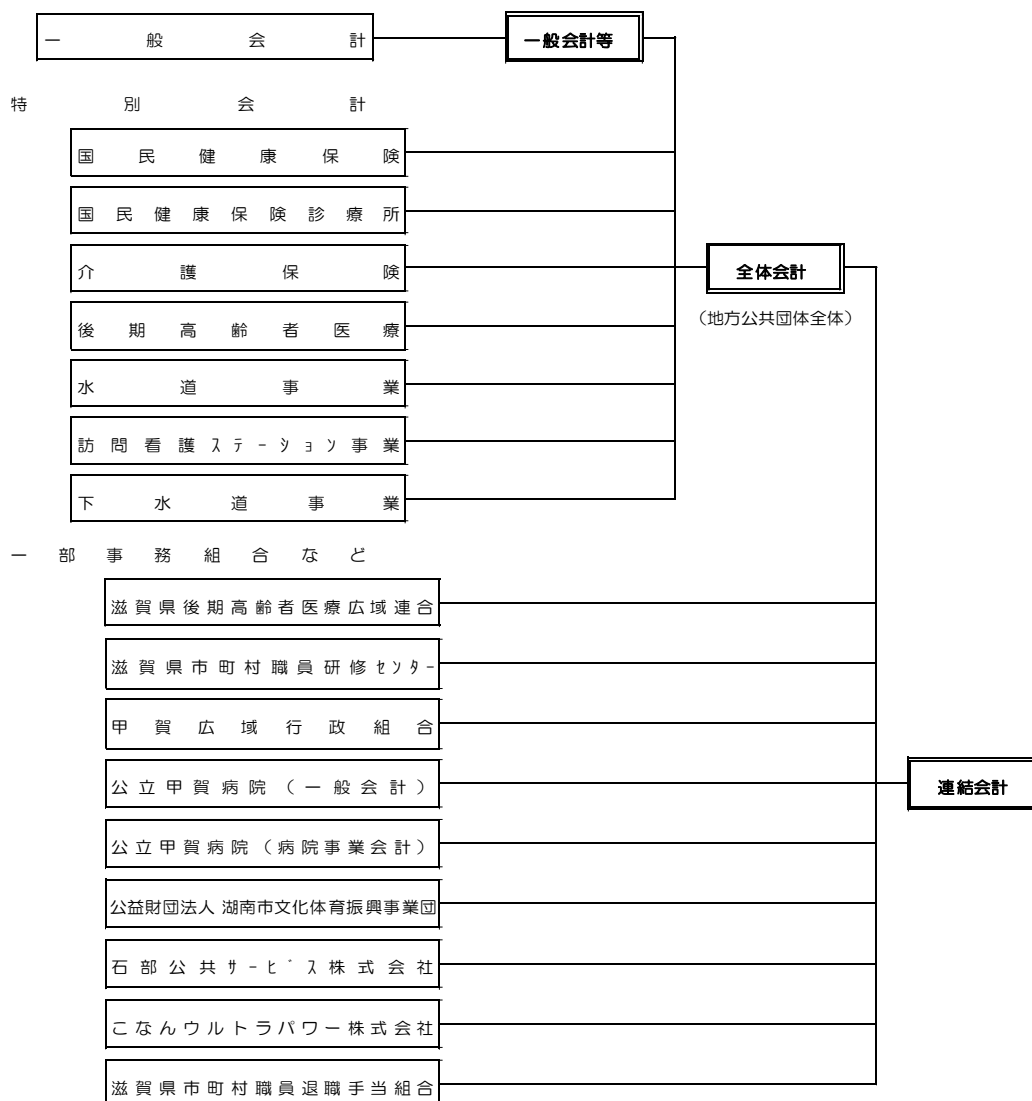 一般会計
一般会計等
特別会計
国民健康保険
国民健康保険診療所
介護保険
全体会計
（地方公共団体全体）
後期高齢者医療
水道事業
訪問看護ｽﾃｰｼｮﾝ事業
下水道事業
一部事務組合など
滋賀県後期高齢者医療広域連合
滋賀県市町村職員研修ｾﾝﾀｰ
甲賀広域行政組合
公立甲賀病院（一般会計）
連結会計
公立甲賀病院（病院事業会計）
公益財団法人 湖南市文化体育振興事業団
石部公共ｻｰﾋﾞｽ株式会社
こなんウルトラパワー株式会社
滋賀県市町村職員退職手当組合